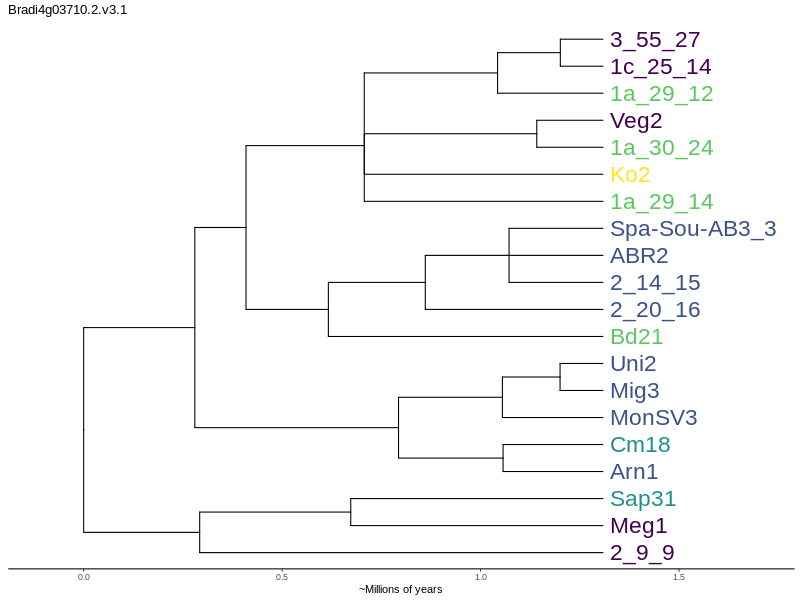 Bradi4g03710.2.v3.1
3_55_27
1c_25_14
1a_29_12
Veg2
1a_30_24
Ko2
1a_29_14
Spa-Sou-AB3_3
ABR2
2_14_15
2_20_16
Bd21
Uni2
Mig3
MonSV3
Cm18
Arn1
Sap31
Meg1
2_9_9
0.0 0.5 1.0 1.5
~Millions of years